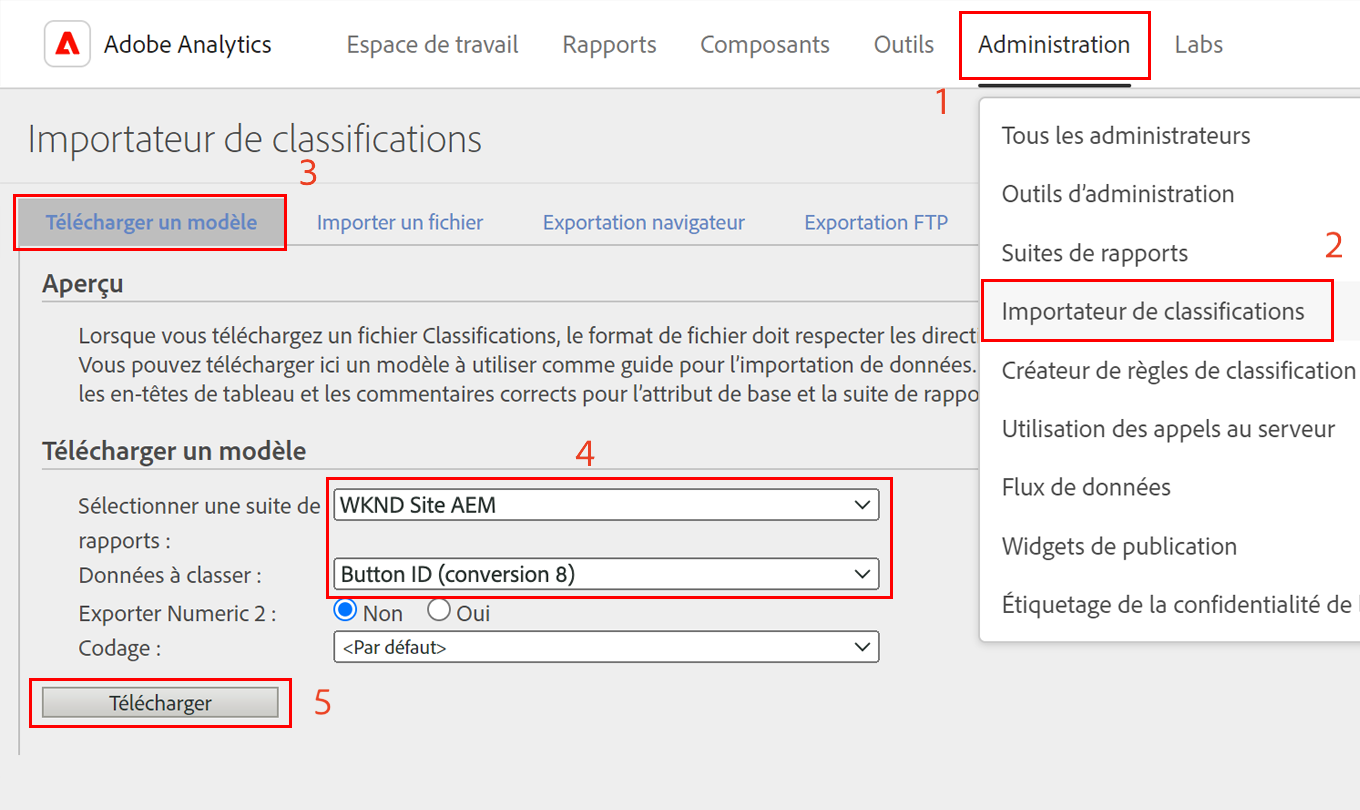 Adobe Analytics Espace de travail Rapports Composants Outils Administration Labs
1
Importateur de classifications
3
Télécharger un modèle Importer un fichier Exportation navigateur Exportation FTP
Aperçu
Lorsque vous téléchargez un fichier Classifications, le format de fichier doit respecter les direct
Vous pouvez télécharger ici un modèle à utiliser comme guide pour l’importation de données.
les en-têtes de tableau et les commentaires corrects pour l’attribut de base et la suite de rappo
Télécharger un modèle
4
Sélectionner une suite de
rapports :
WKND Site AEM
Données à classer :
Button ID (conversion 8)
Exporter Numeric 2 :
Non Oui
Codage :
<Par défaut>
Télécharger
5
Tous les administrateurs
Outils d’administration
Suites de rapports
2
Importateur de classifications
Créateur de règles de classification
Utilisation des appels au serveur
Flux de données
Widgets de publication
Étiquetage de la confidentialité de